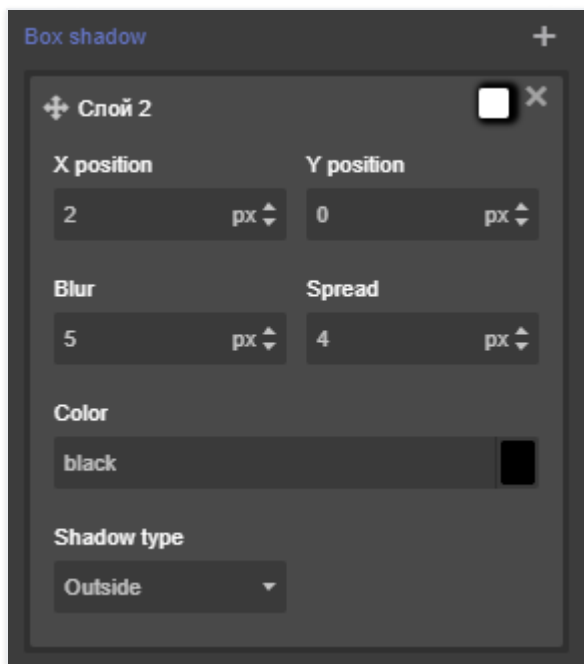 Box shadow
Слой 2
X position Y position
2 px 0 px
Blur Spread
5 px 4 px
Color
black
Shadow type
Outside